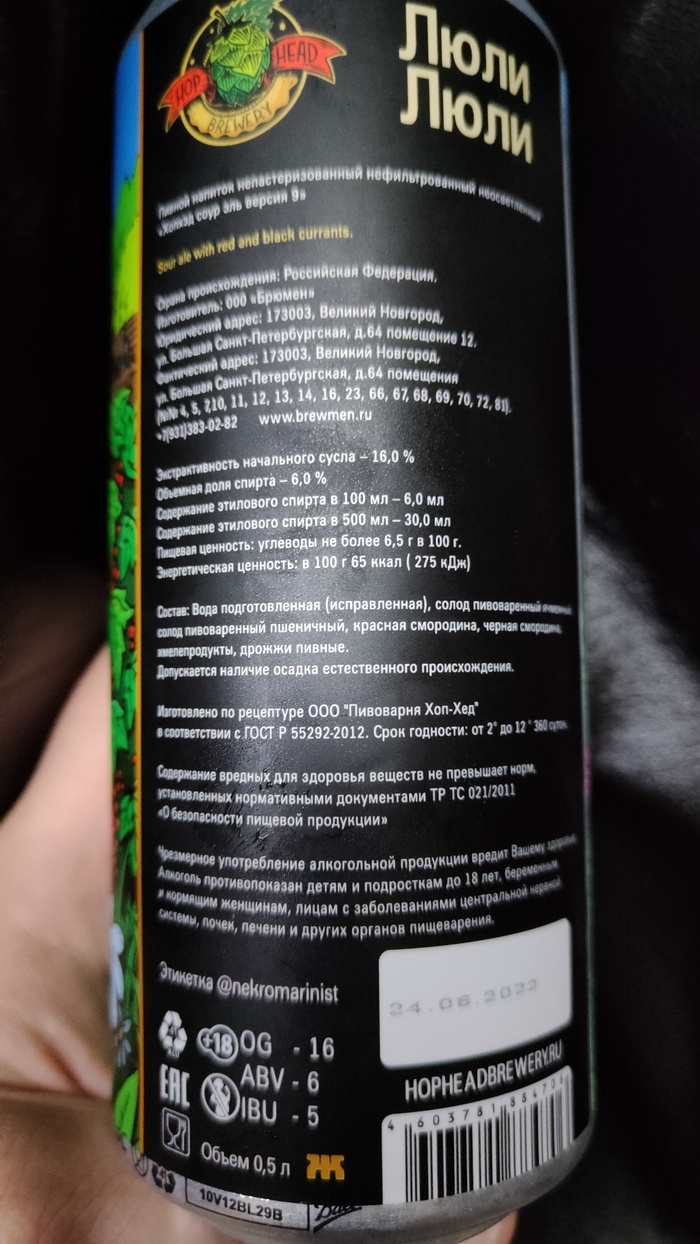 HOP HEAD
BREWERY
Люли
Люли
Пивной напиток непастеризованный нефильтрованный неосветленный
«Хопхэд соур эль версия 9»
Sour ale with red and black currants.
Страна происхождения: Российская Федерация.
Изготовитель: ООО «Брюмен»
Юридический адрес: 173003, Великий Новгород,
ул. Большая Санкт-Петербургская, д.64 помещение 12.
Фактический адрес: 173003, Великий Новгород,
ул. Большая Санкт-Петербургская, д.64 помещения
(№№ 4, 5, 7,10, 11, 12, 13, 14, 16, 23, 66, 67, 68, 69, 70, 72, 81).
+7(931)383-02-82 www.brewmen.ru
Экстрактивность начального сусла – 16,0 %
Объемная доля спирта – 6,0 %
Содержание этилового спирта в 100 мл – 6,0 мл
Содержание этилового спирта в 500 мл – 30,0 мл
Пищевая ценность: углеводы не более 6,5 г в 100 г.
Энергетическая ценность: в 100 г 65 ккал ( 275 кДж)
Состав: Вода подготовленная (исправленная), солод пивоваренный ячменный
солод пивоваренный пшеничный, красная смородина, черная смородина,
хмелепродукты, дрожжи пивные.
Допускается наличие осадка естественного происхождения.
Изготовлено по рецептуре ООО "Пивоварня Хоп-Хед"
в соответствии с ГОСТ Р 55292-2012. Срок годности: от 2° до 12 ° 360 суток.
Содержание вредных для здоровья веществ не превышает норм,
установленных нормативными документами ТР ТС 021/2011
«О безопасности пищевой продукции»
Чрезмерное употребление алкогольной продукции вредит Вашему здоровью.
Алкоголь противопоказан детям и подросткам до 18 лет, беременным
и кормящим женщинам, лицам с заболеваниями центральной нервной
системы, почек, печени и других органов пищеварения.
Этикетка @nekromarinist
24.06.2022
+18 OG - 16
ABV - 6
IBU - 5
EAC
HOPHEADBREWERY.RU
Объем 0,5 л
10V12BL29B
Ball